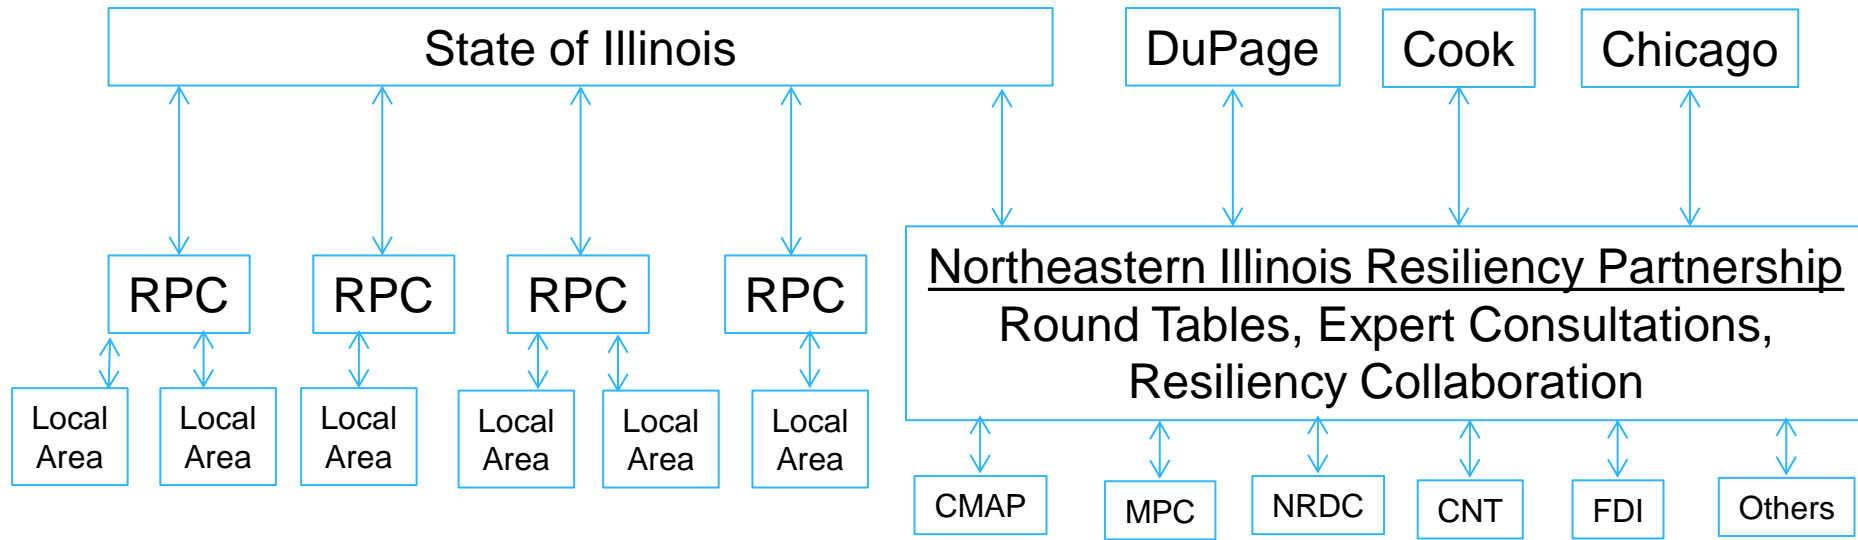 State of Illinois
DuPage
Cook
Chicago
RPC
RPC
RPC
RPC
Northeastern Illinois Resiliency Partnership
Round Tables, Expert Consultations,
Resiliency Collaboration
Local
Area
Local
Area
Local
Area
Local
Area
Local
Area
Local
Area
CMAP
MPC
NRDC
CNT
FDI
Others